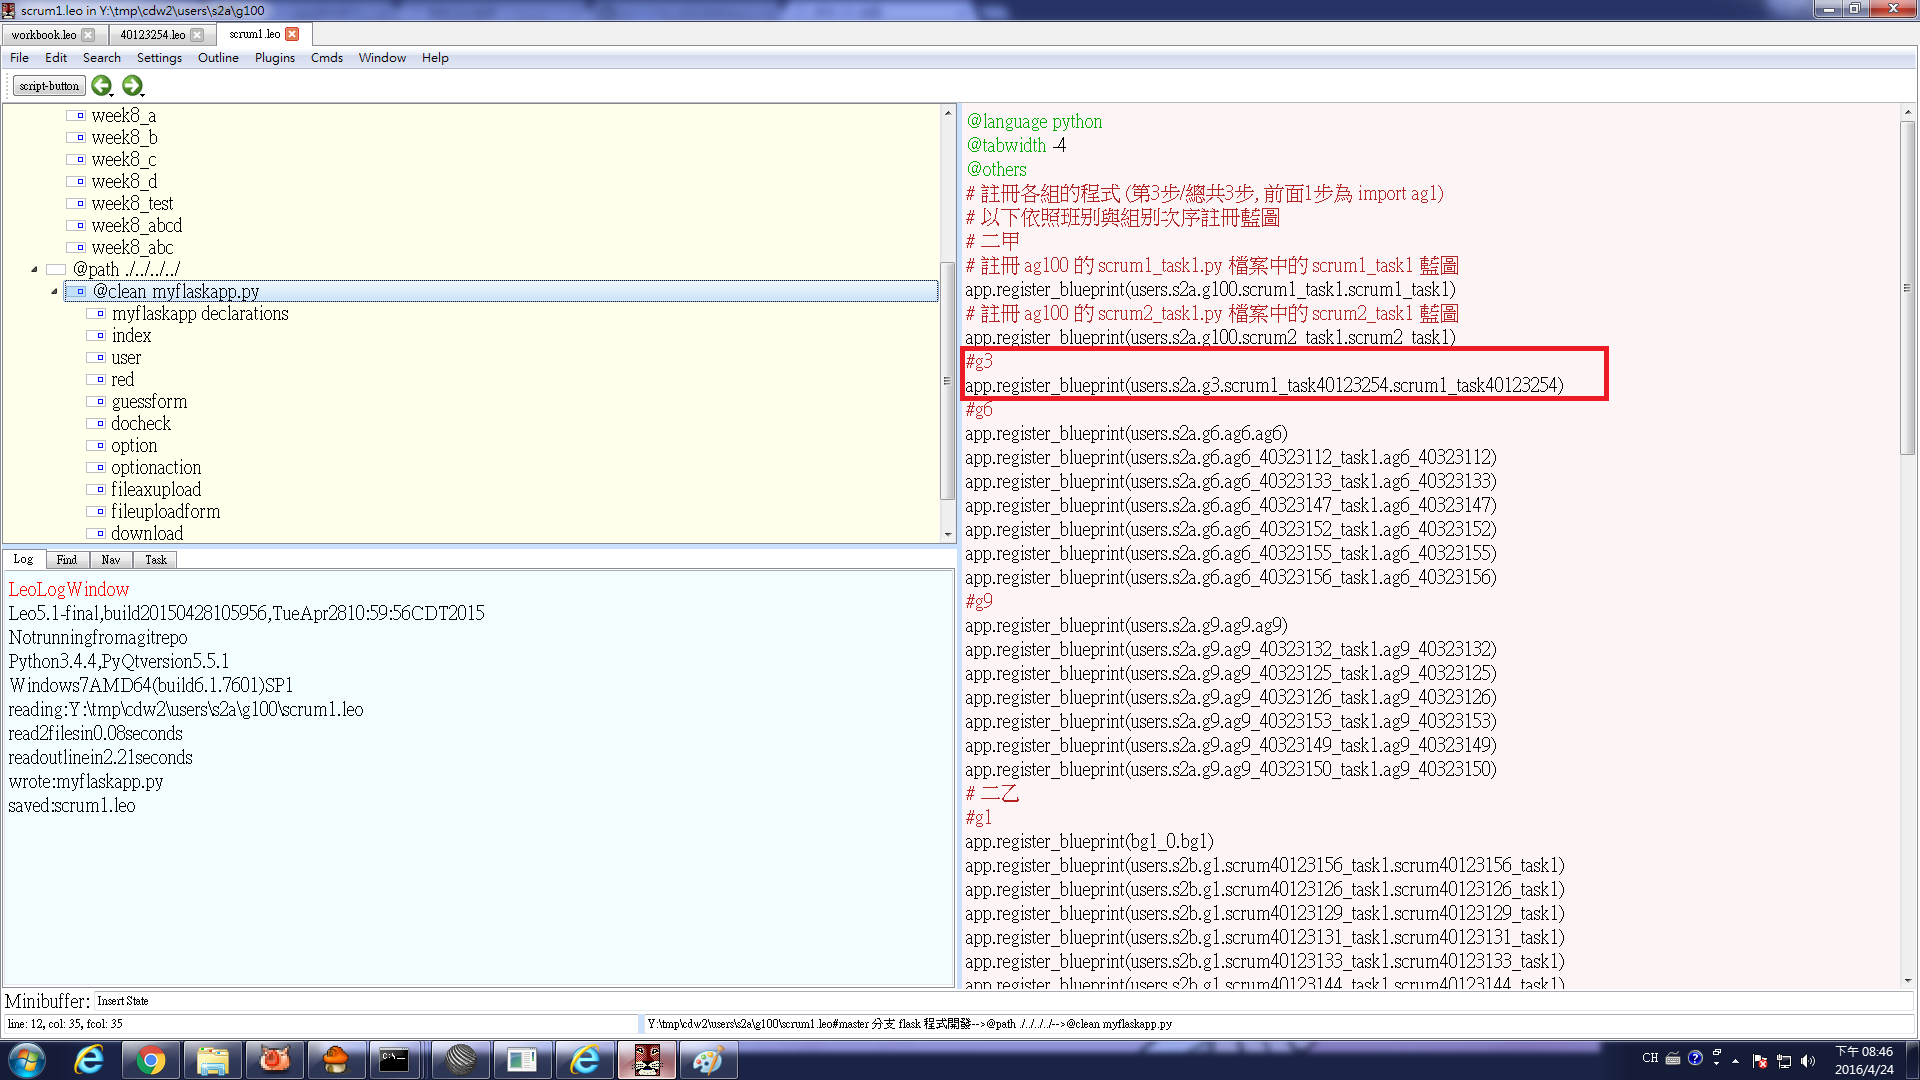 scrum1.leo in Y:\tmp\cdw2\users\s2a\g100
workbook.leo
40123254.leo
scrum1.leo
File Edit Search Settings Outline Plugins Cmds Window Help
script-button
week8_a
week8_b
week8_c
week8_d
week8_test
week8_abcd
week8_abc
@path ./../../../
@clean myflaskapp.py
myflaskapp declarations
index
user
red
guessform
docheck
option
optionaction
fileaxupload
fileuploadform
download
Log Find Nav Task
LeoLogWindow
Leo5.1-final,build20150428105956,TueApr2810:59:56CDT2015
Notrunningfromagitrepo
Python3.4.4,PyQtversion5.5.1
Windows7AMD64(build6.1.7601)SP1
reading:Y:\tmp\cdw2\users\s2a\g100\scrum1.leo
read2filesin0.08seconds
readoutlinein2.21seconds
wrote:myflaskapp.py
saved:scrum1.leo
@language python
@tabwidth -4
@others
# 註冊各組的程式 (第3步/總共3步, 前面1步為 import ag1)
# 以下依照班別與組別次序註冊藍圖
# 二甲
# 註冊 ag100 的 scrum1_task1.py 檔案中的 scrum1_task1 藍圖
app.register_blueprint(users.s2a.g100.scrum1_task1.scrum1_task1)
# 註冊 ag100 的 scrum2_task1.py 檔案中的 scrum2_task1 藍圖
app.register_blueprint(users.s2a.g100.scrum2_task1.scrum2_task1)
#g3
app.register_blueprint(users.s2a.g3.scrum1_task40123254.scrum1_task40123254)
#g6
app.register_blueprint(users.s2a.g6.ag6.ag6)
app.register_blueprint(users.s2a.g6.ag6_40323112_task1.ag6_40323112)
app.register_blueprint(users.s2a.g6.ag6_40323133_task1.ag6_40323133)
app.register_blueprint(users.s2a.g6.ag6_40323147_task1.ag6_40323147)
app.register_blueprint(users.s2a.g6.ag6_40323152_task1.ag6_40323152)
app.register_blueprint(users.s2a.g6.ag6_40323155_task1.ag6_40323155)
app.register_blueprint(users.s2a.g6.ag6_40323156_task1.ag6_40323156)
#g9
app.register_blueprint(users.s2a.g9.ag9.ag9)
app.register_blueprint(users.s2a.g9.ag9_40323132_task1.ag9_40323132)
app.register_blueprint(users.s2a.g9.ag9_40323125_task1.ag9_40323125)
app.register_blueprint(users.s2a.g9.ag9_40323126_task1.ag9_40323126)
app.register_blueprint(users.s2a.g9.ag9_40323153_task1.ag9_40323153)
app.register_blueprint(users.s2a.g9.ag9_40323149_task1.ag9_40323149)
app.register_blueprint(users.s2a.g9.ag9_40323150_task1.ag9_40323150)
# 二乙
#g1
app.register_blueprint(bg1_0.bg1)
app.register_blueprint(users.s2b.g1.scrum40123156_task1.scrum40123156_task1)
app.register_blueprint(users.s2b.g1.scrum40123126_task1.scrum40123126_task1)
app.register_blueprint(users.s2b.g1.scrum40123129_task1.scrum40123129_task1)
app.register_blueprint(users.s2b.g1.scrum40123131_task1.scrum40123131_task1)
app.register_blueprint(users.s2b.g1.scrum40123133_task1.scrum40123133_task1)
app.register_blueprint(users.s2b.g1.scrum40123144_task1.scrum40123144_task1)
Minibuffer: Insert State
line: 12, col: 35, fcol: 35
Y:\tmp\cdw2\users\s2a\g100\scrum1.leo#master 分支 flask 程式開發-->@path ./../../../-->@clean myflaskapp.py
C:\
CH
下午 08:46
2016/4/24